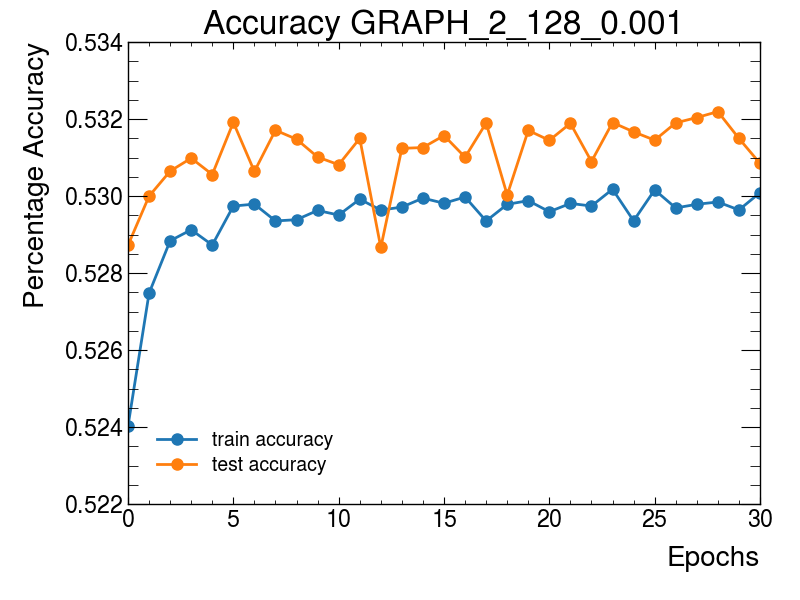 Accuracy GRAPH_2_128_0.001
Percentage Accuracy
0.534
0.532
0.530
0.528
0.526
0.524
0.522
train accuracy
test accuracy
0 5 10 15 20 25 30
Epochs